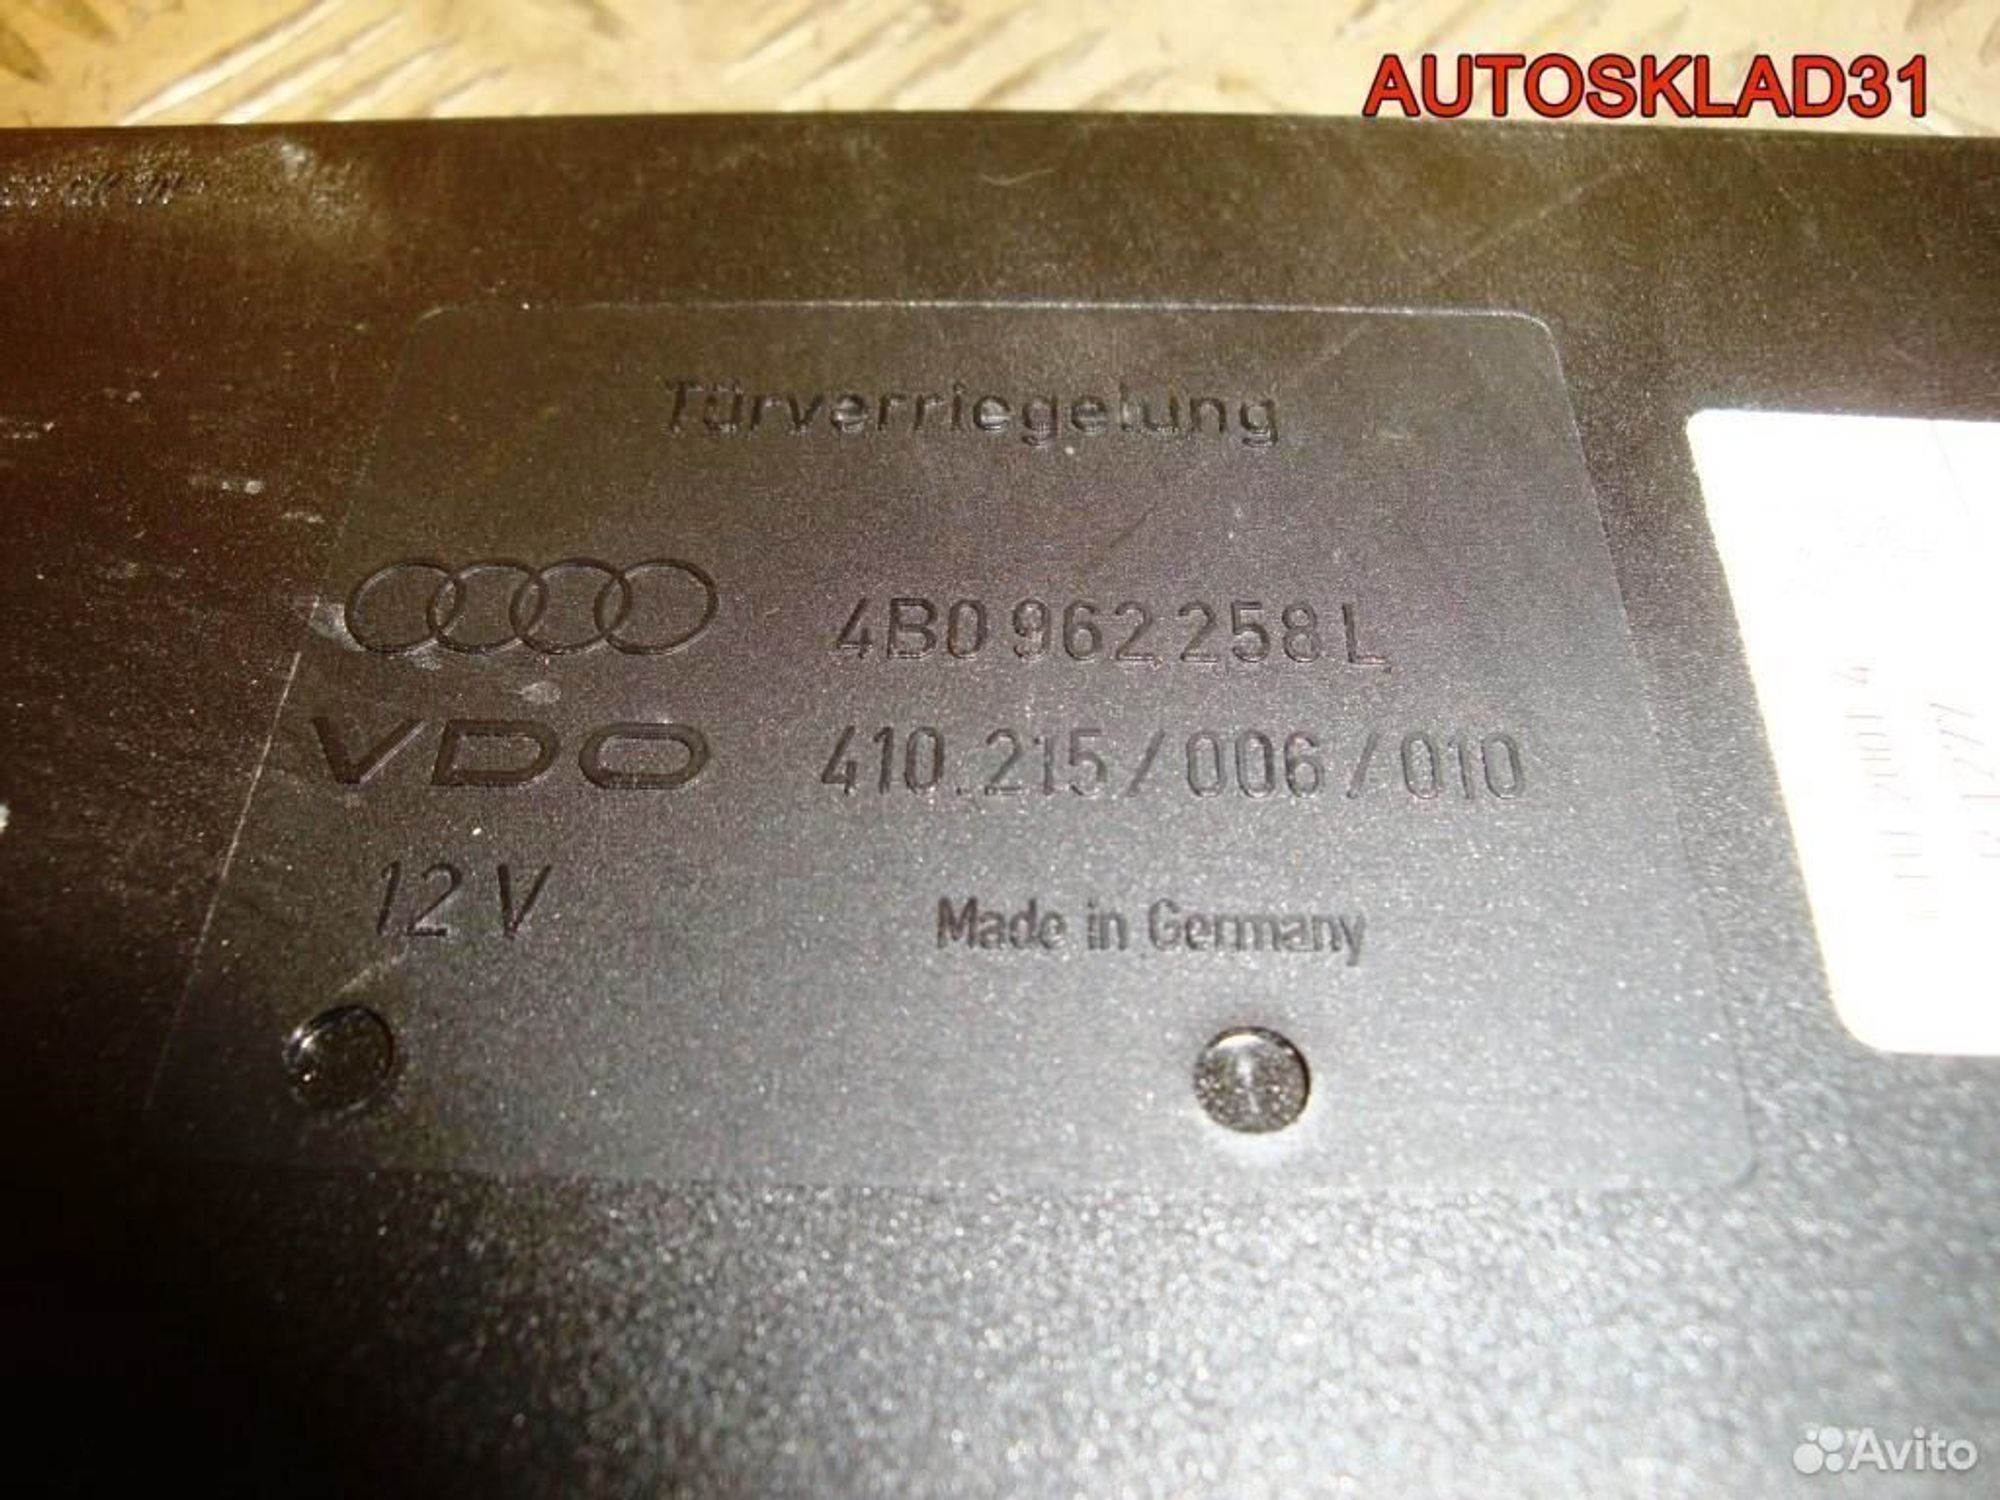 AUTOSKLAD31
Türverriegelung
4B0 962 258 L
VDO 410.215/006/010
12 V
Made in Germany
Avito